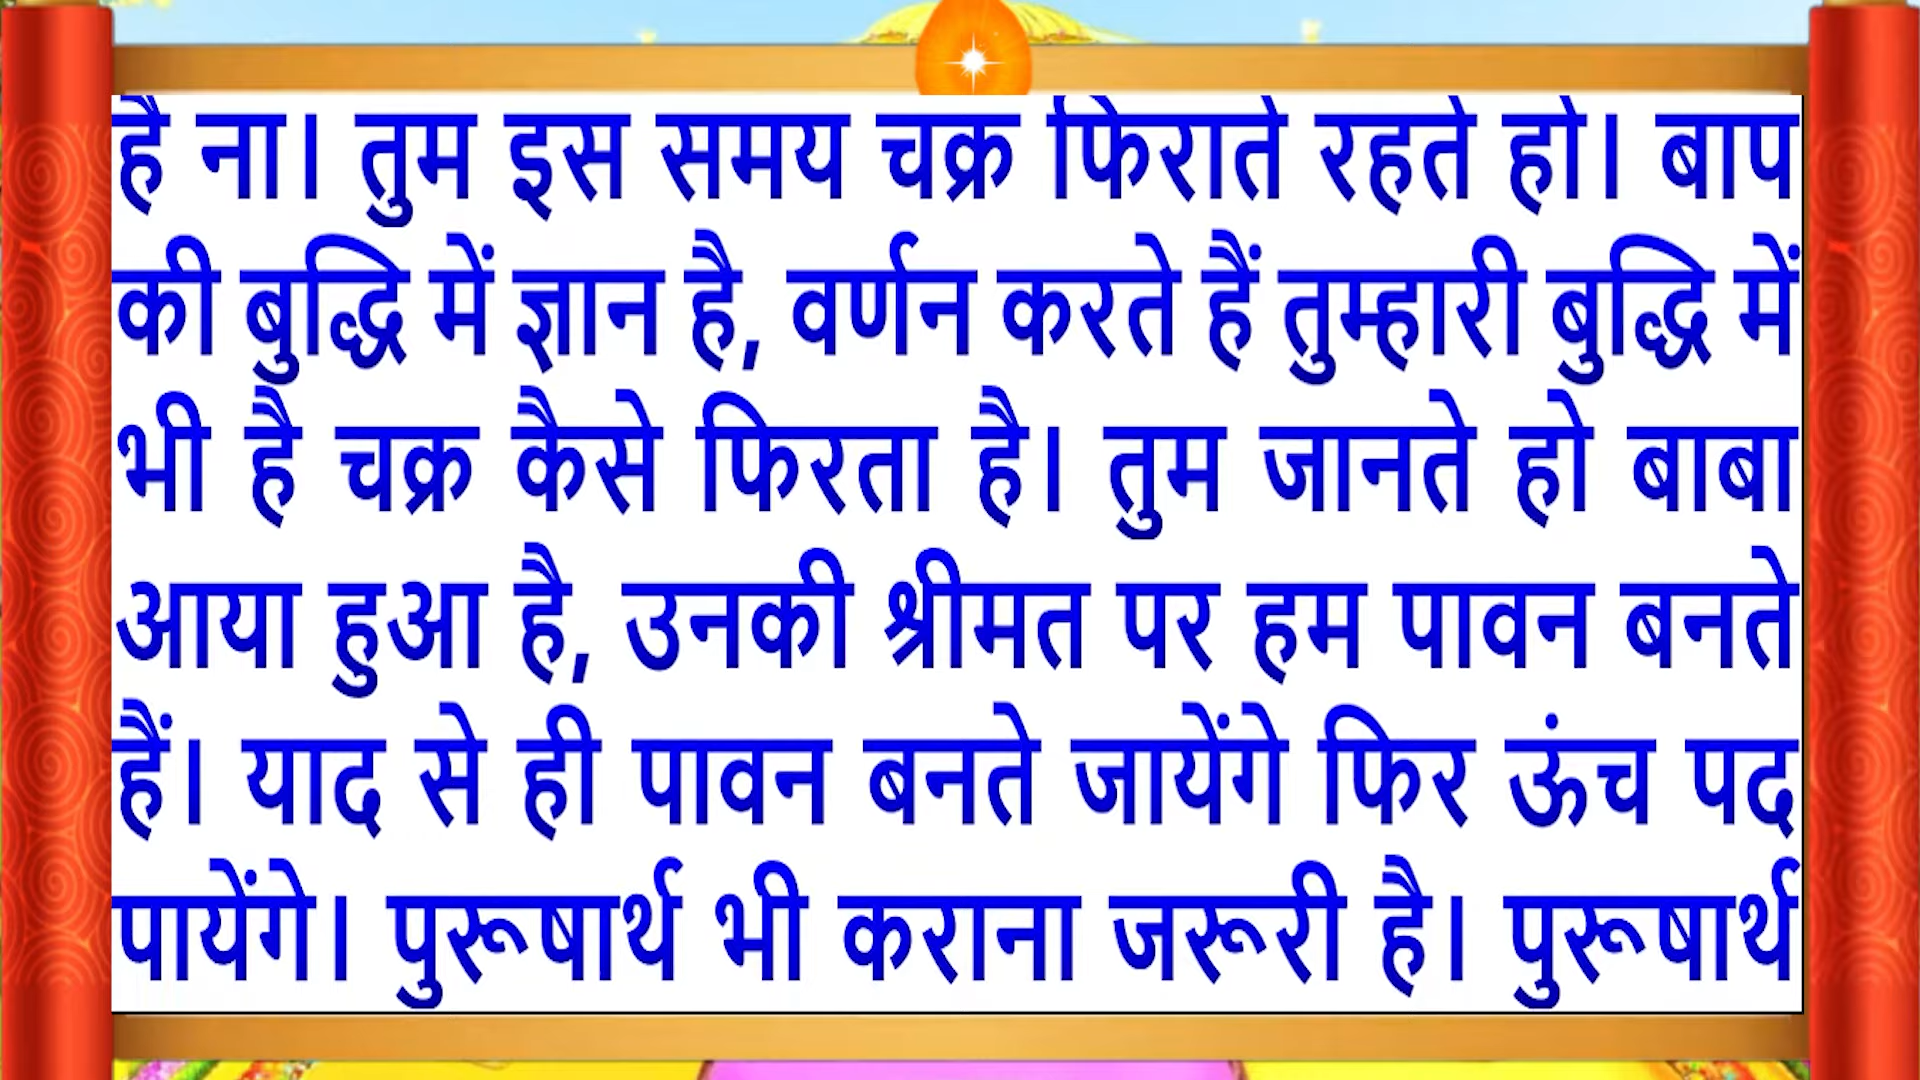 है ना। तुम इस समय चक्र फिराते रहते हो। बाप
की बुद्धि में ज्ञान है, वर्णन करते हैं तुम्हारी बुद्धि में
भी है चक्र कैसे फिरता है। तुम जानते हो बाबा
आया हुआ है, उनकी श्रीमत पर हम पावन बनते
हैं। याद से ही पावन बनते जायेंगे फिर ऊंच पद
पायेंगे। पुरूषार्थ भी कराना जरूरी है। पुरूषार्थ